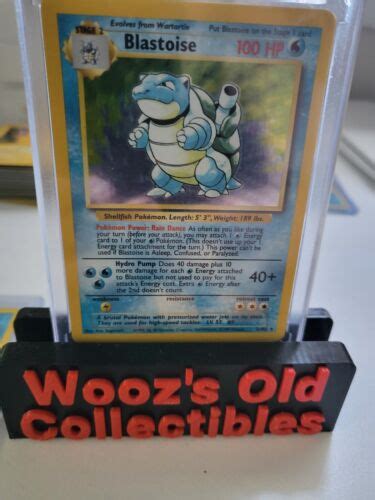 Evolves from Wartortle
Put Blastoise on the Stage 1 card
STAGE 2
Blastoise
100 HP
Shellfish Pokémon. Length: 5' 3", Weight: 189 lbs.
Pokémon Power: Rain Dance As often as you like during
your turn (before your attack), you may attach 1 Energy
card to 1 of your Pokémon. (This doesn't use up your 1
Energy card attachment for the turn.) This power can't be
used if Blastoise is Asleep, Confused, or Paralyzed.
Hydro Pump Does 40 damage plus 10
more damage for each Energy attached
to Blastoise but not used to pay for this
attack's Energy cost. Extra Energy after
the 2nd doesn't count.
40+
weakness
resistance
retreat cost
A brutal Pokémon with pressurized water jets on its shell.
They are used for high-speed tackles. LV. 52
Wooz's Old
Collectibles